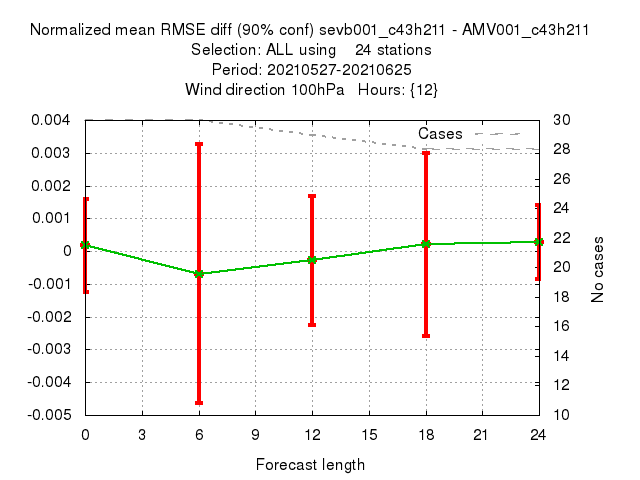 Normalized mean RMSE diff (90% conf) sevb001_c43h211 - AMV001_c43h211
Selection: ALL using 24 stations
Period: 20210527-20210625
Wind direction 100hPa Hours: {12}
Cases
0.004
0.003
0.002
0.001
0
-0.001
-0.002
-0.003
-0.004
-0.005
30
28
26
24
22
20
18
16
14
12
10
No cases
0 3 6 9 12 15 18 21 24
Forecast length